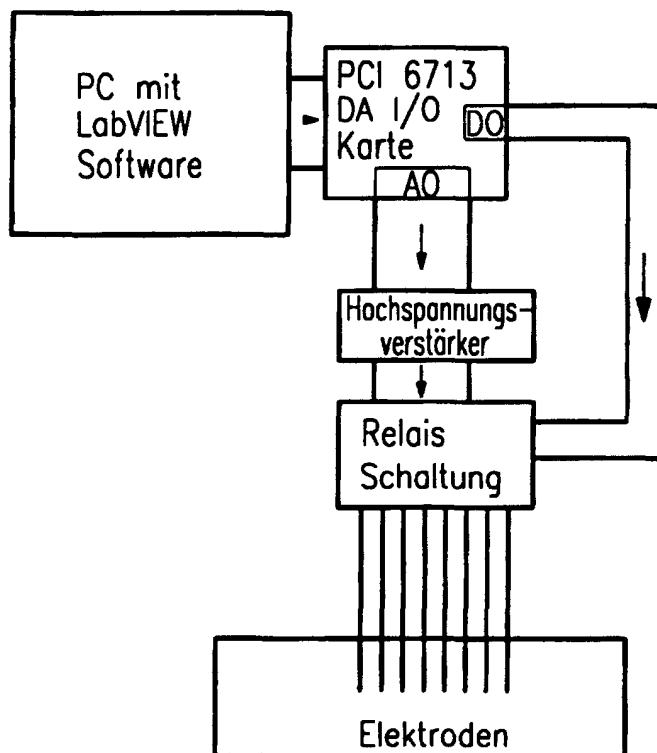 PC mit
LabVIEW
Software
PCI 6713
DA I/O
Karte
DO
AO
Hochspannungs-
verstärker
Relais
Schaltung
Elektroden